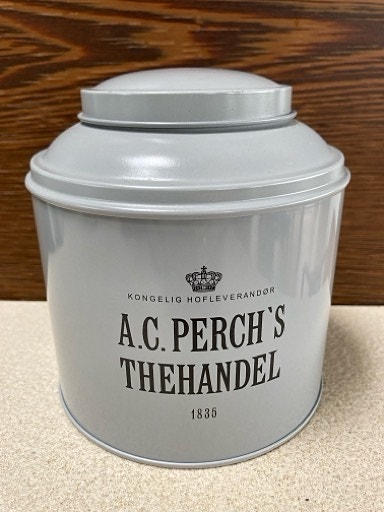 KONGELIG HOFLEVERANDØR
A.C. PERCH`S
THEHANDEL
1835